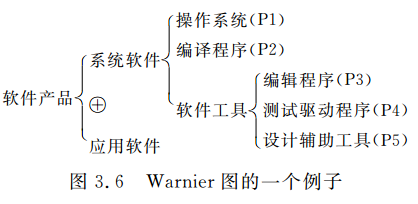 操作系统(P1)
系统软件
编译程序(P2)
编辑程序(P3)
软件产品
⊕
软件工具
测试驱动程序(P4)
应用软件
设计辅助工具(P5)
图 3.6 Warnier 图的一个例子